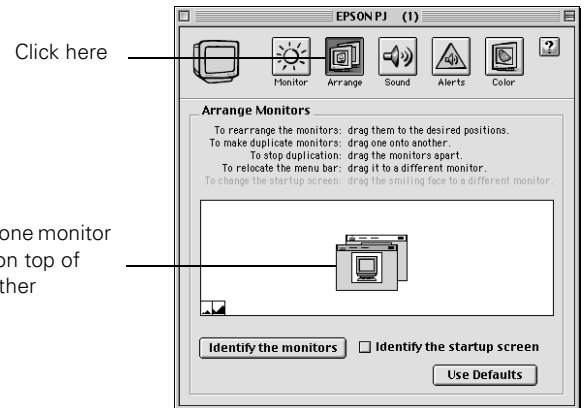 EPSON PJ (1)
Click here
Monitor Arrange Sound Alerts Color
?
Arrange Monitors
To rearrange the monitors: drag them to the desired positions.
To make duplicate monitors: drag one onto another.
To stop duplication: drag the monitors apart.
To relocate the menu bar: drag it to a different monitor.
To change the startup screen: drag the smiling face to a different monitor.
one monitor
on top of
ther
Identify the monitors
Identify the startup screen
Use Defaults